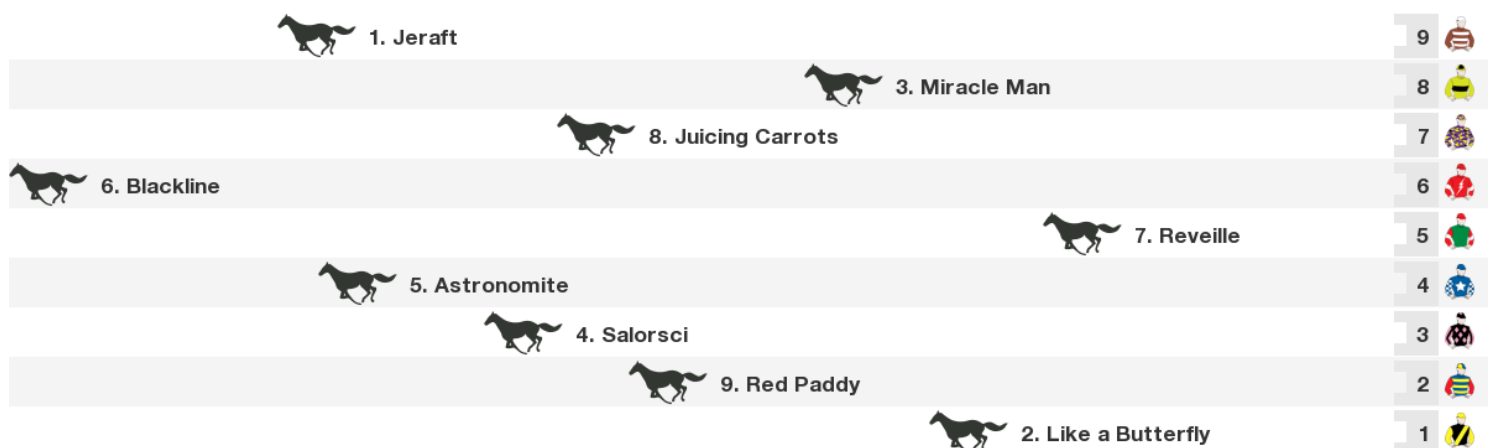 1. Jeraft 9
3. Miracle Man 8
8. Juicing Carrots 7
6. Blackline 6
7. Reveille 5
5. Astronomite 4
4. Salorsci 3
9. Red Paddy 2
2. Like a Butterfly 1